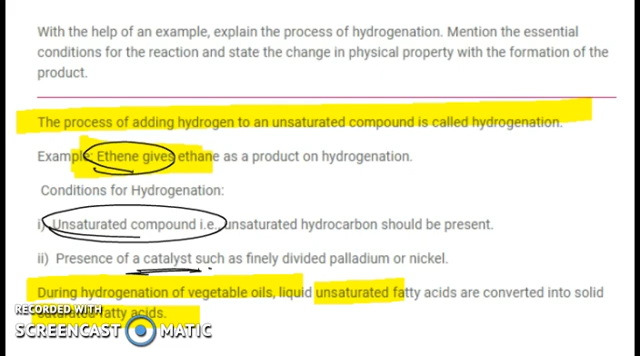 With the help of an example, explain the process of hydrogenation. Mention the essential
conditions for the reaction and state the change in physical property with the formation of the
product.
The process of adding hydrogen to an unsaturated compound is called hydrogenation.
Example: Ethene gives ethane as a product on hydrogenation.
Conditions for Hydrogenation:
i) Unsaturated compound i.e., unsaturated hydrocarbon should be present.
ii) Presence of a catalyst such as finely divided palladium or nickel.
During hydrogenation of vegetable oils, liquid unsaturated fatty acids are converted into solid
saturated fatty acids.
RECORDED WITH
SCREENCAST MATIC